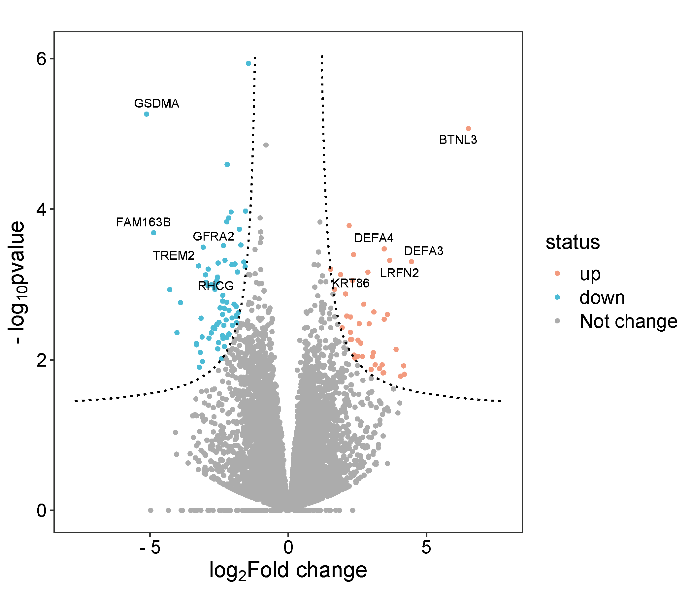 6
GSDMA
BTNL3
4
FAM163B
GFRA2
DEFA4
TREM2
DEFA3
LRFN2
RHCG
KRT86
2
0
- log10pvalue
- 5
0
5
log2Fold change
status
up
down
Not change